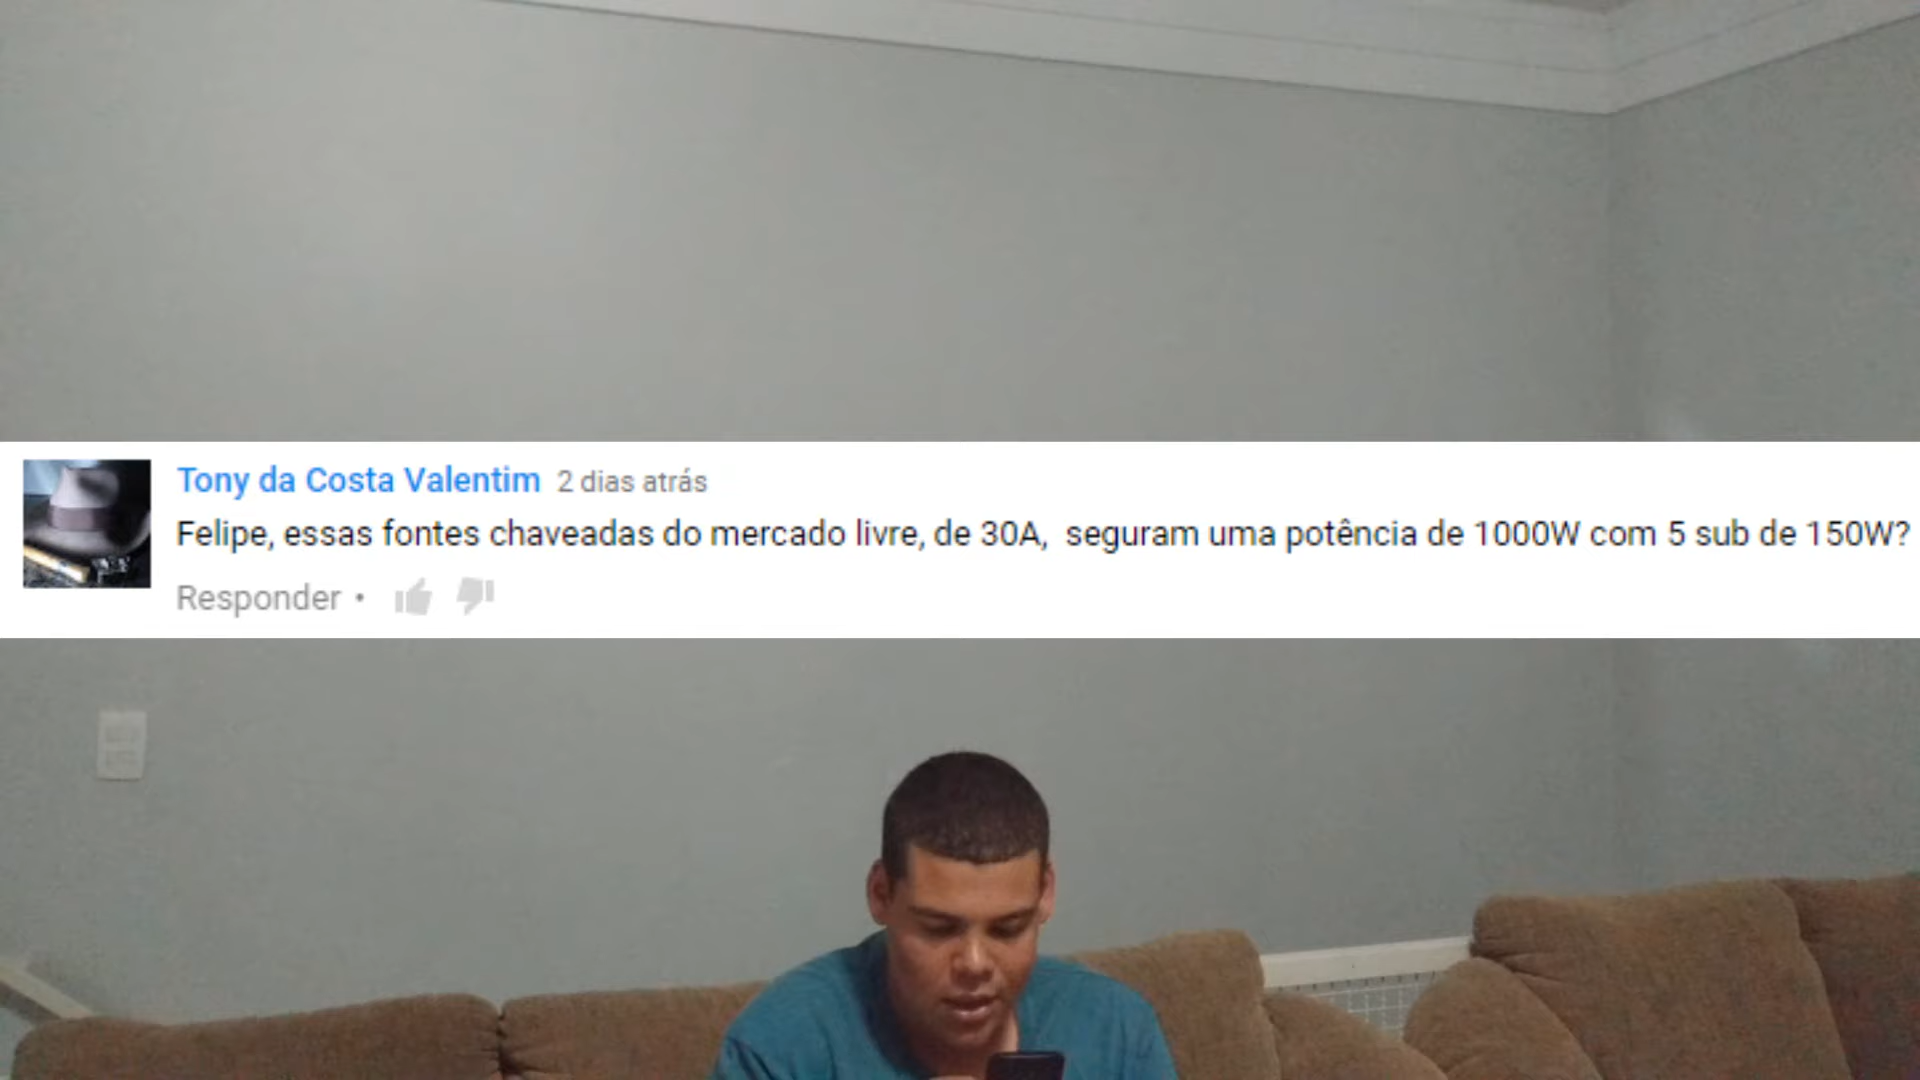 Tony da Costa Valentim 2 dias atrás
Felipe, essas fontes chaveadas do mercado livre, de 30A, seguram uma potência de 1000W com 5 sub de 150W?
Responder •